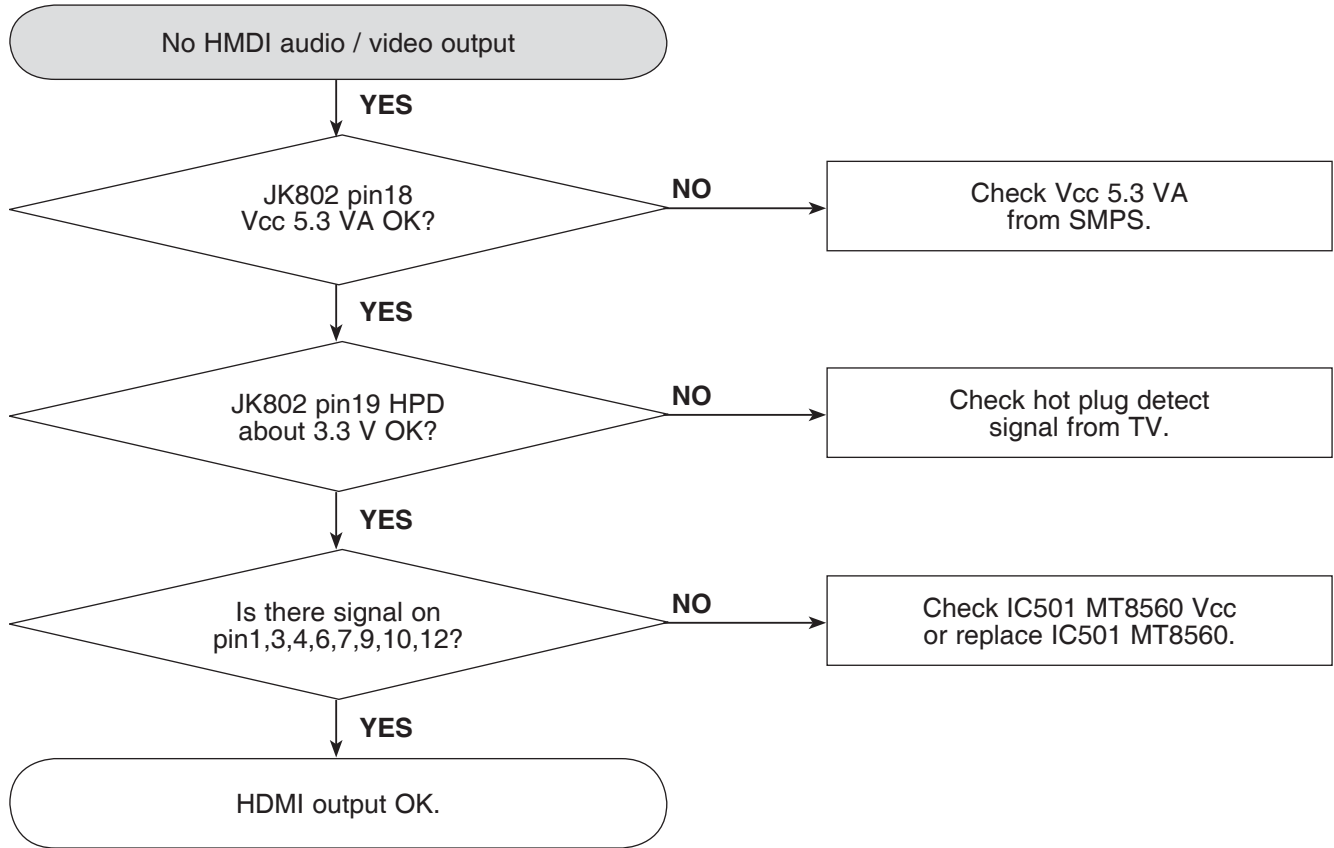 No HMDI audio / video output
YES
JK802 pin18
Vcc 5.3 VA OK?
NO
Check Vcc 5.3 VA
from SMPS.
YES
JK802 pin19 HPD
about 3.3 V OK?
NO
Check hot plug detect
signal from TV.
YES
Is there signal on
pin1,3,4,6,7,9,10,12?
NO
Check IC501 MT8560 Vcc
or replace IC501 MT8560.
YES
HDMI output OK.